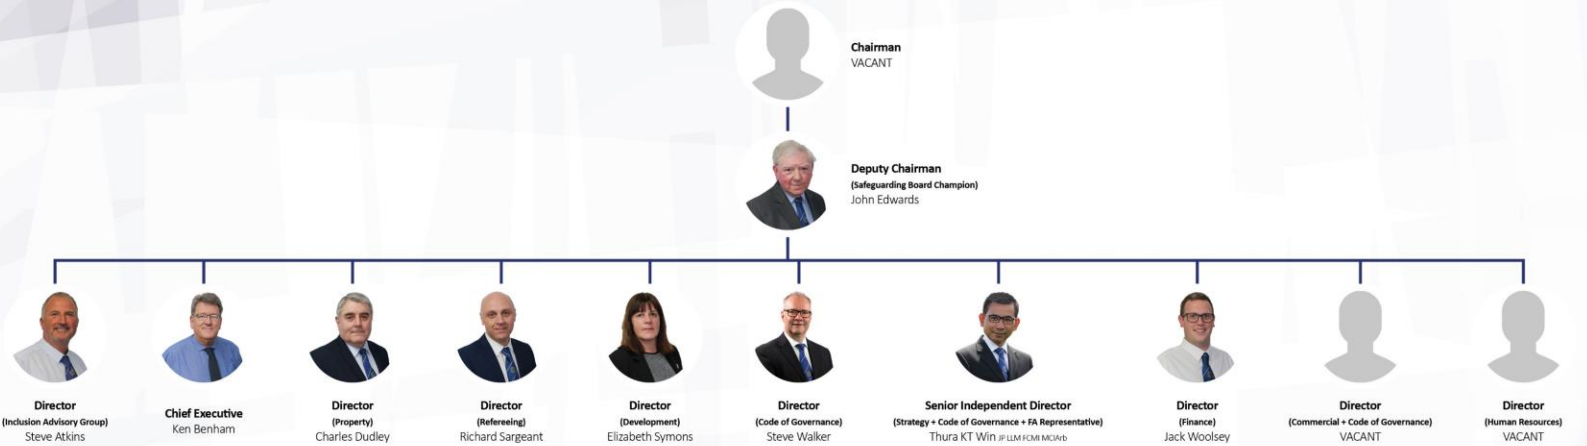 Chairman
VACANT
Deputy Chairman
(Safeguarding Board Champion)
John Edwards
Director
(Inclusion Advisory Group)
Steve Atkins
Chief Executive
Ken Benham
Director
(Property)
Charles Dudley
Director
(Refereeing)
Richard Sargeant
Director
(Development)
Elizabeth Symons
Director
(Code of Governance)
Steve Walker
Senior Independent Director
(Strategy + Code of Governance + FA Representative)
Thura KT Win JP LLM FCMI MCIArb
Director
(Finance)
Jack Woolsey
Director
(Commercial + Code of Governance)
VACANT
Director
(Human Resources)
VACANT